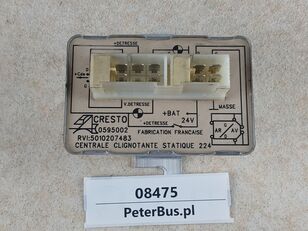 +DETRESSE
V.DETRESSE
+BAT
MASSE
CRESTO
0595002
+DETRESSE
24V
RVI:5010207483
FABRICATION FRANCAISE
AR
AV
CENTRALE CLIGNOTANTE STATIQUE 224
08475
PeterBus.pl